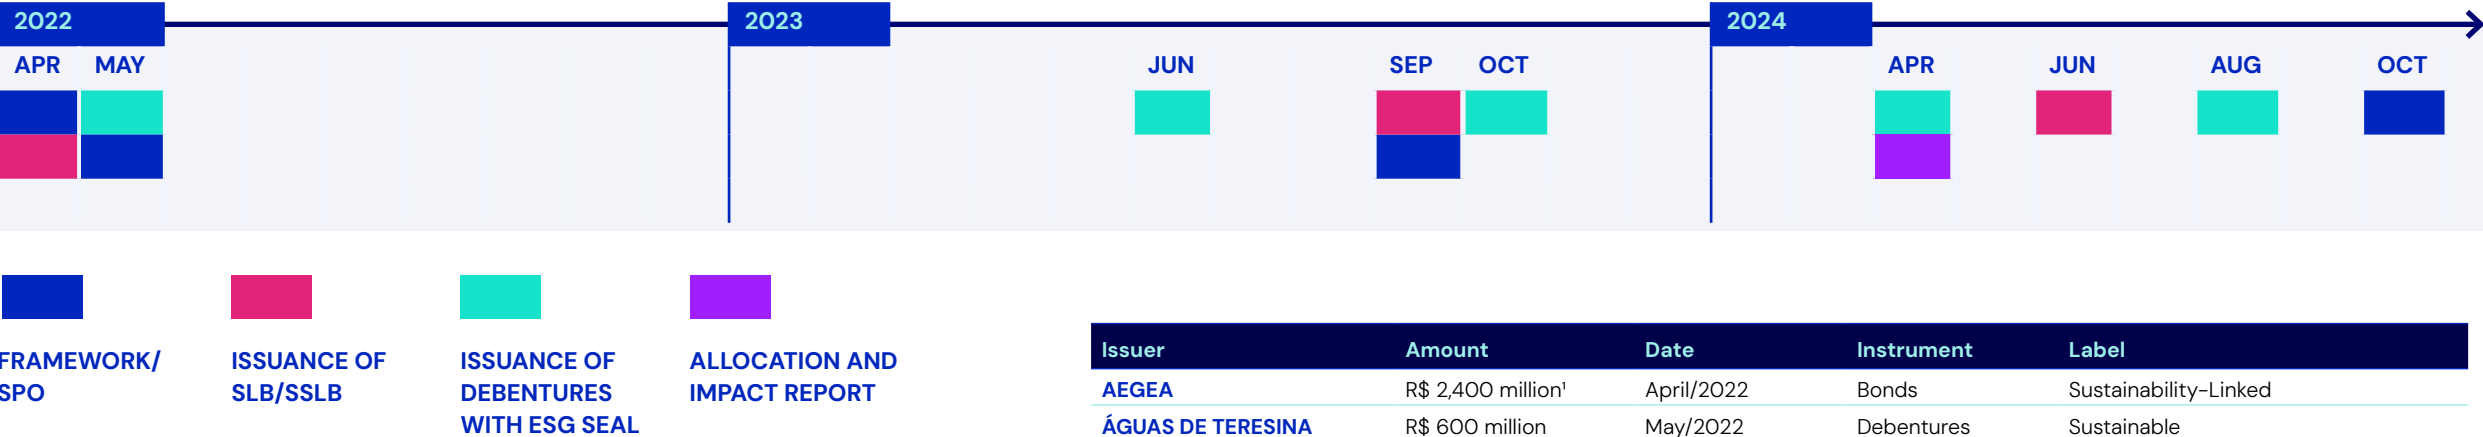 2022 2023 2024
APR MAY JUN SEP OCT APR JUN AUG OCT
FRAMEWORK/
SPO
ISSUANCE OF
SLB/SSLB
ISSUANCE OF
DEBENTURES
WITH ESG SEAL
ALLOCATION AND
IMPACT REPORT
Issuer Amount Date Instrument Label
AEGEA R$ 2,400 million¹ April/2022 Bonds Sustainability-Linked
ÁGUAS DE TERESINA R$ 600 million May/2022 Debentures Sustainable